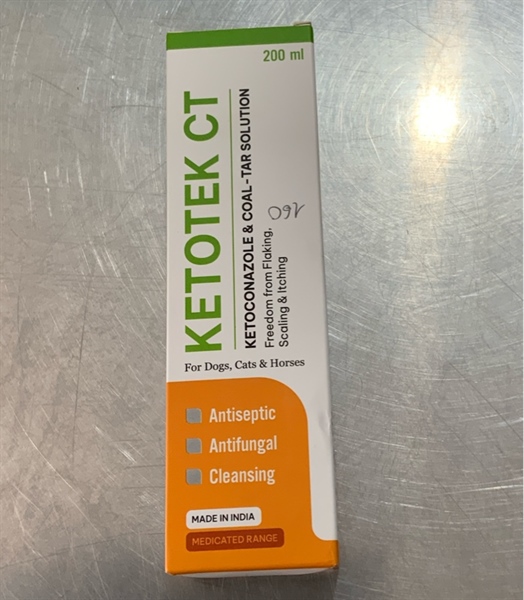 200 ml
KETOTEK CT
KETOCONAZOLE & COAL-TAR SOLUTION
Freedom from Flaking,
Scaling & Itching
For Dogs, Cats & Horses
Antiseptic
Antifungal
Cleansing
MADE IN INDIA
MEDICATED RANGE